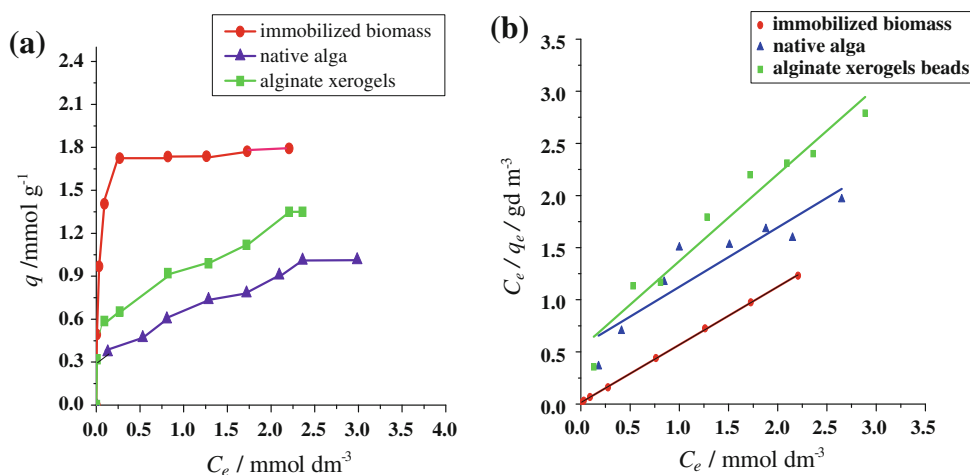 (a)
immobilized biomass
native alga
alginate xerogels
2.4
2.1
1.8
1.5
1.2
0.9
0.6
0.3
0.0
q /mmol g⁻¹
0.0 0.5 1.0 1.5 2.0 2.5 3.0 3.5 4.0
Cₑ / mmol dm⁻³
(b)
immobilized biomass
native alga
alginate xerogels beads
3.5
3.0
2.5
2.0
1.5
1.0
0.5
0.0
Cₑ / qₑ / gd m⁻³
0.0 0.5 1.0 1.5 2.0 2.5 3.0 3.5
Cₑ / mmol dm⁻³